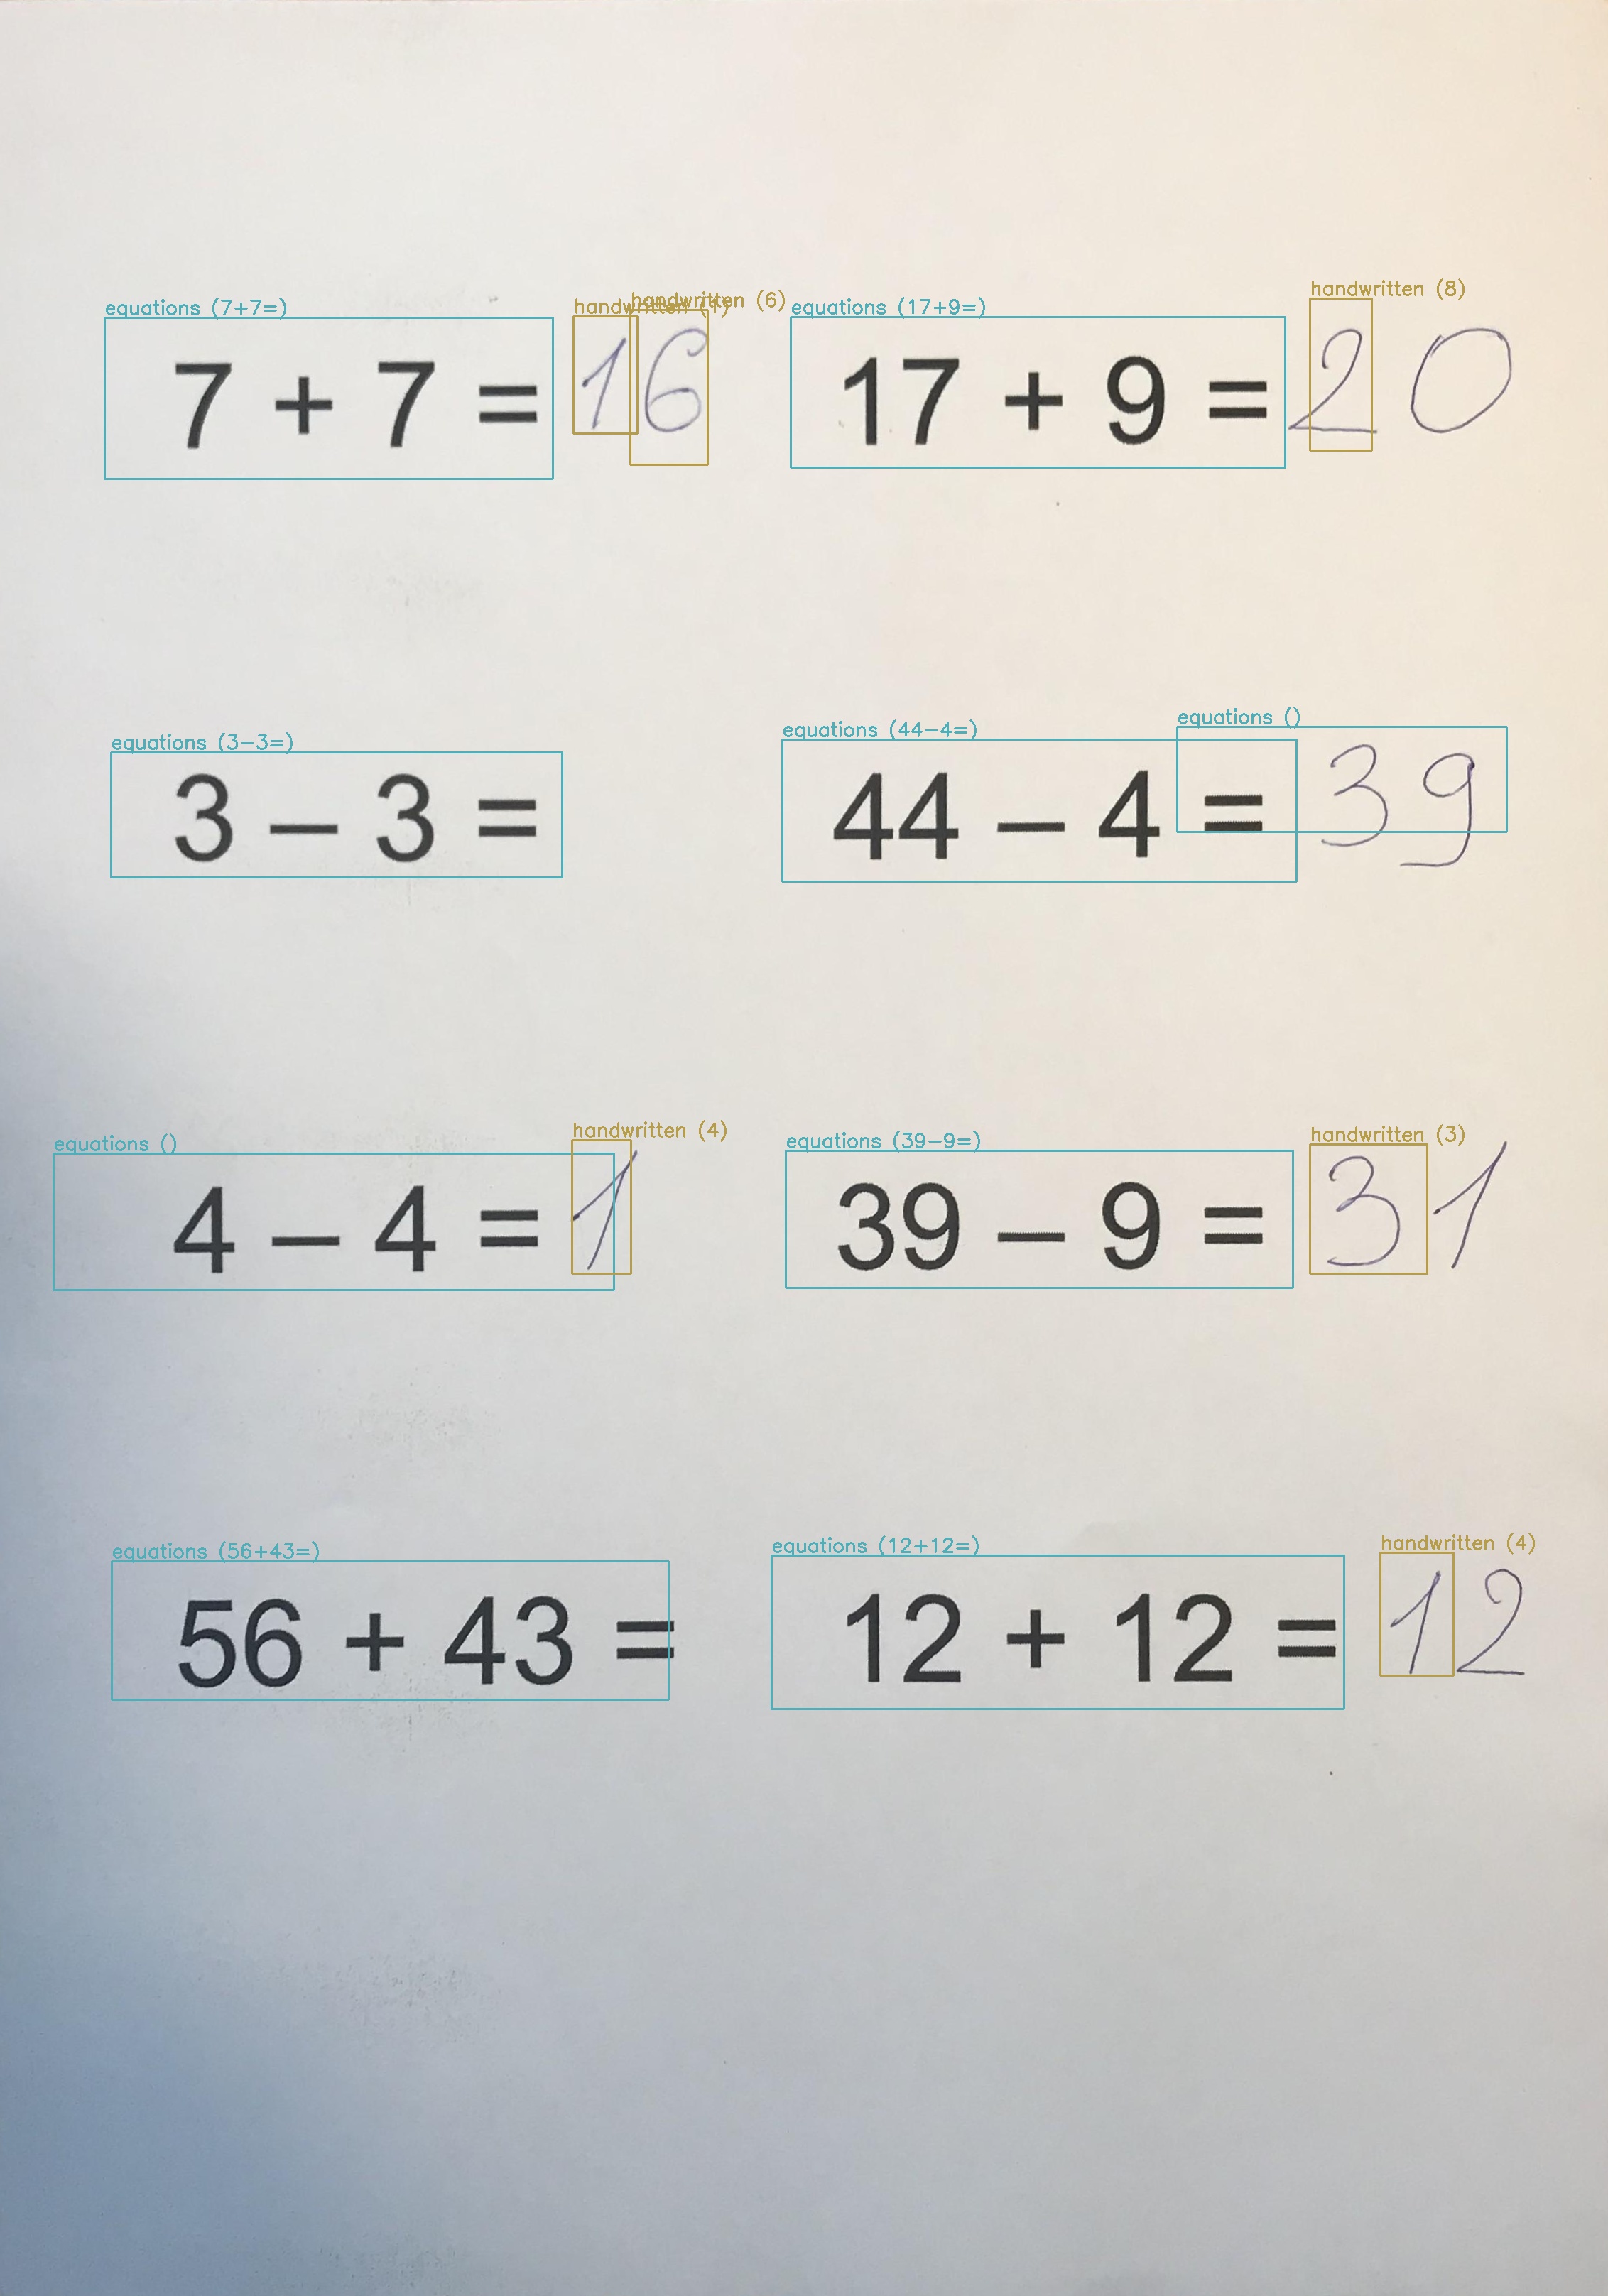 equations (7+7=) handwritten (1) handwritten (6) equations (17+9=) handwritten (8)
7 + 7 = 16 17 + 9 = 20
equations (3-3=) equations (44-4=) equations ()
3 – 3 = 44 – 4 = 39
equations () handwritten (4) equations (39-9=) handwritten (3)
4 – 4 = 1 39 – 9 = 31
equations (56+43=) equations (12+12=) handwritten (4)
56 + 43 = 12 + 12 = 12